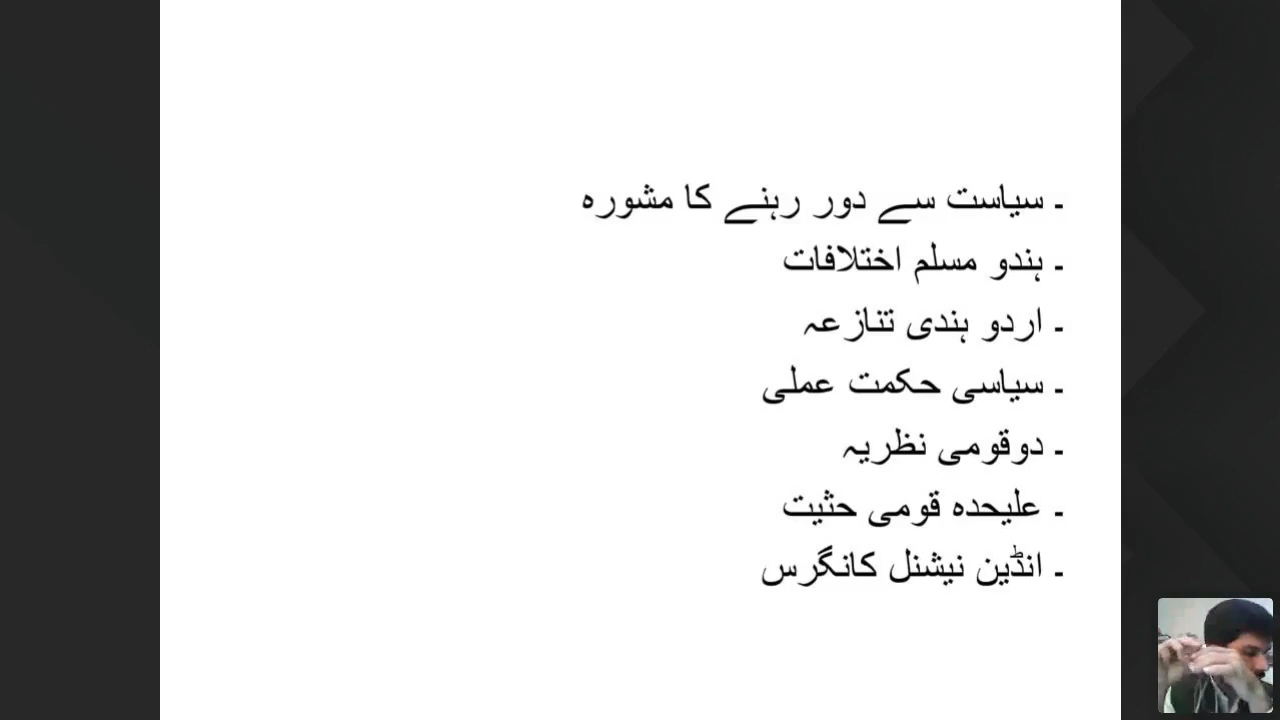 ۔ سیاست سے دور رہنے کا مشورہ
۔ ہندو مسلم اختلافات
۔ اردو ہندی تنازعہ
۔ سیاسی حکمت عملی
۔ دوقومی نظریہ
۔ علیحدہ قومی حثیت
۔ انڈین نیشنل کانگرس